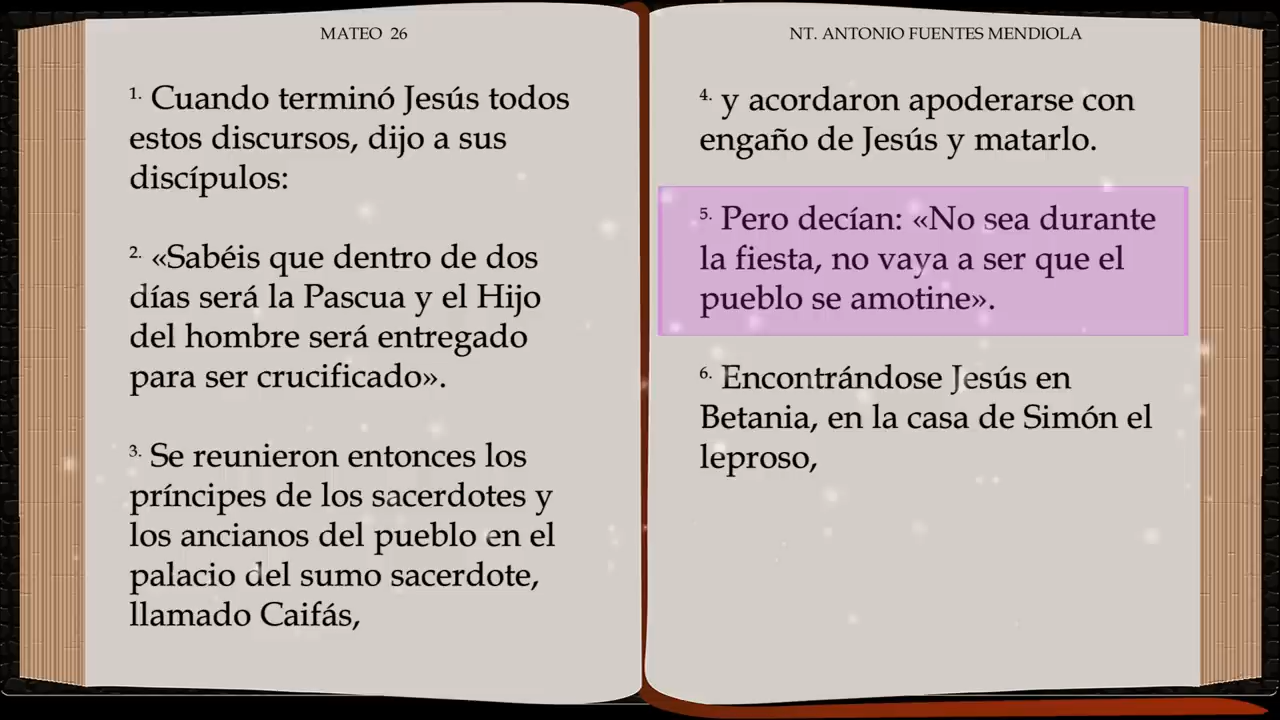 MATEO 26
1. Cuando terminó Jesús todos
estos discursos, dijo a sus
discípulos:
2. «Sabéis que dentro de dos
días será la Pascua y el Hijo
del hombre será entregado
para ser crucificado».
3. Se reunieron entonces los
príncipes de los sacerdotes y
los ancianos del pueblo en el
palacio del sumo sacerdote,
llamado Caifás,
NT. ANTONIO FUENTES MENDIOLA
4. y acordaron apoderarse con
engaño de Jesús y matarlo.
5. Pero decían: «No sea durante
la fiesta, no vaya a ser que el
pueblo se amotine».
6. Encontrándose Jesús en
Betania, en la casa de Simón el
leproso,